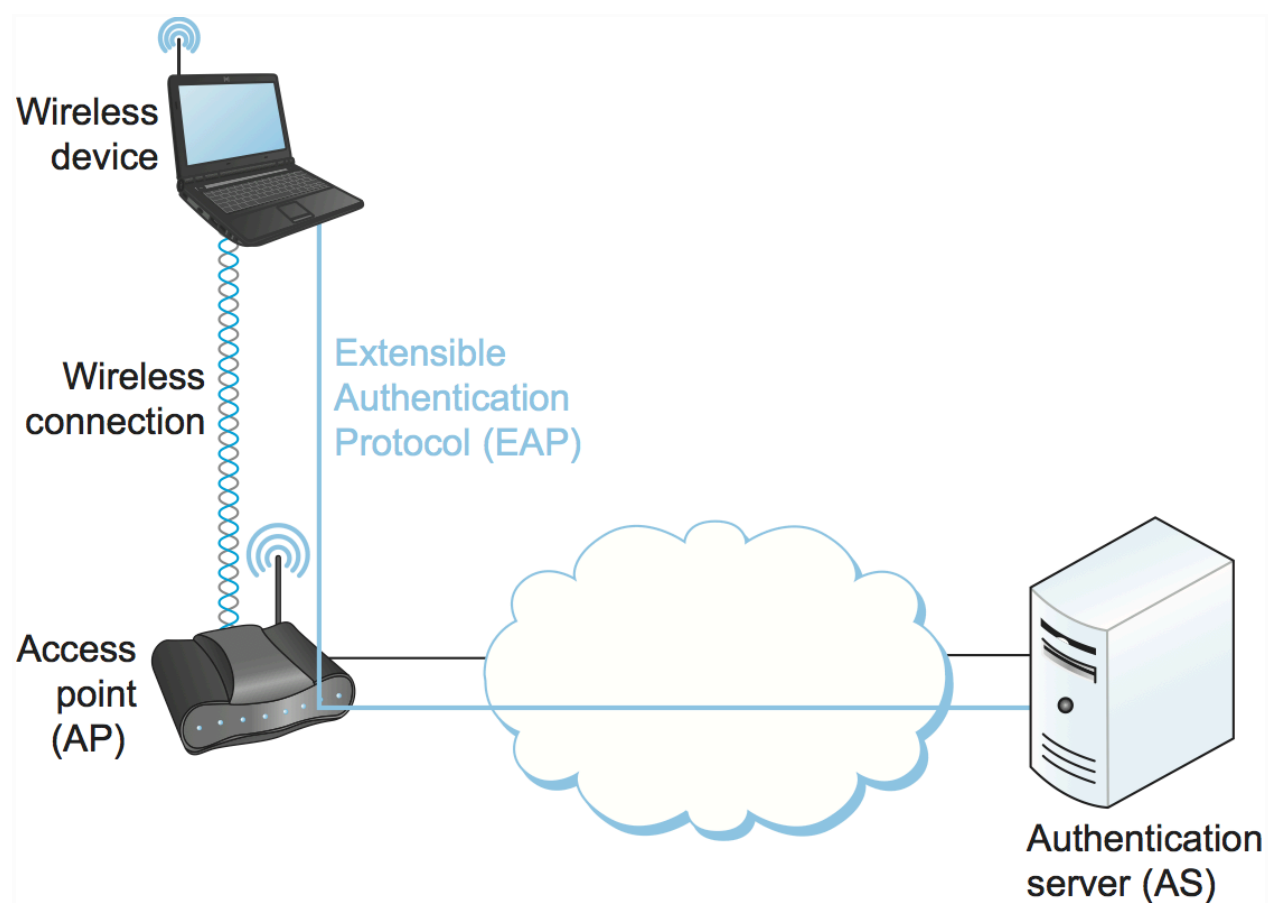 Wireless
device
Wireless
connection
Extensible
Authentication
Protocol (EAP)
Access
point
(AP)
Authentication
server (AS)